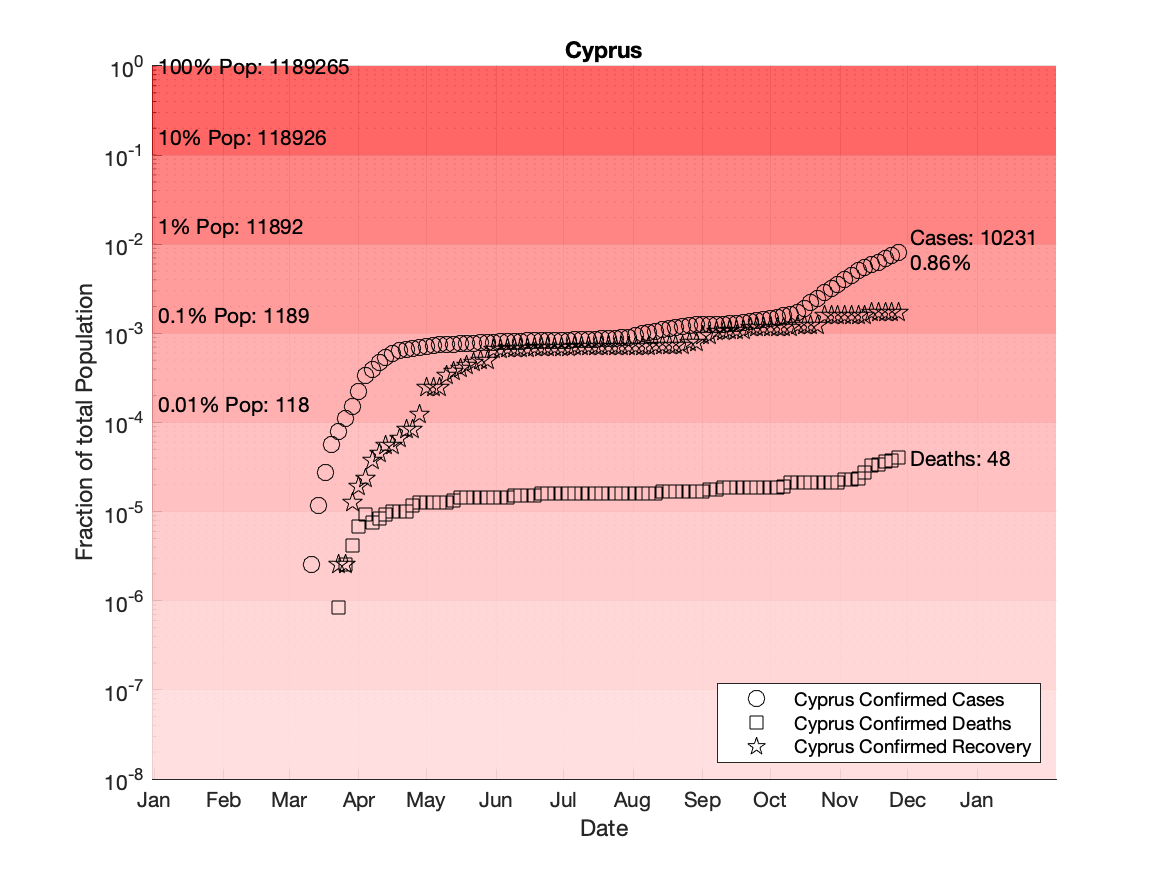 Cyprus
10^0
10^-1
10^-2
10^-3
10^-4
10^-5
10^-6
10^-7
10^-8
Fraction of total Population
100% Pop: 1189265
10% Pop: 118926
1% Pop: 11892
0.1% Pop: 1189
0.01% Pop: 118
Cases: 10231
0.86%
Deaths: 48
Cyprus Confirmed Cases
Cyprus Confirmed Deaths
Cyprus Confirmed Recovery
Jan Feb Mar Apr May Jun Jul Aug Sep Oct Nov Dec Jan
Date